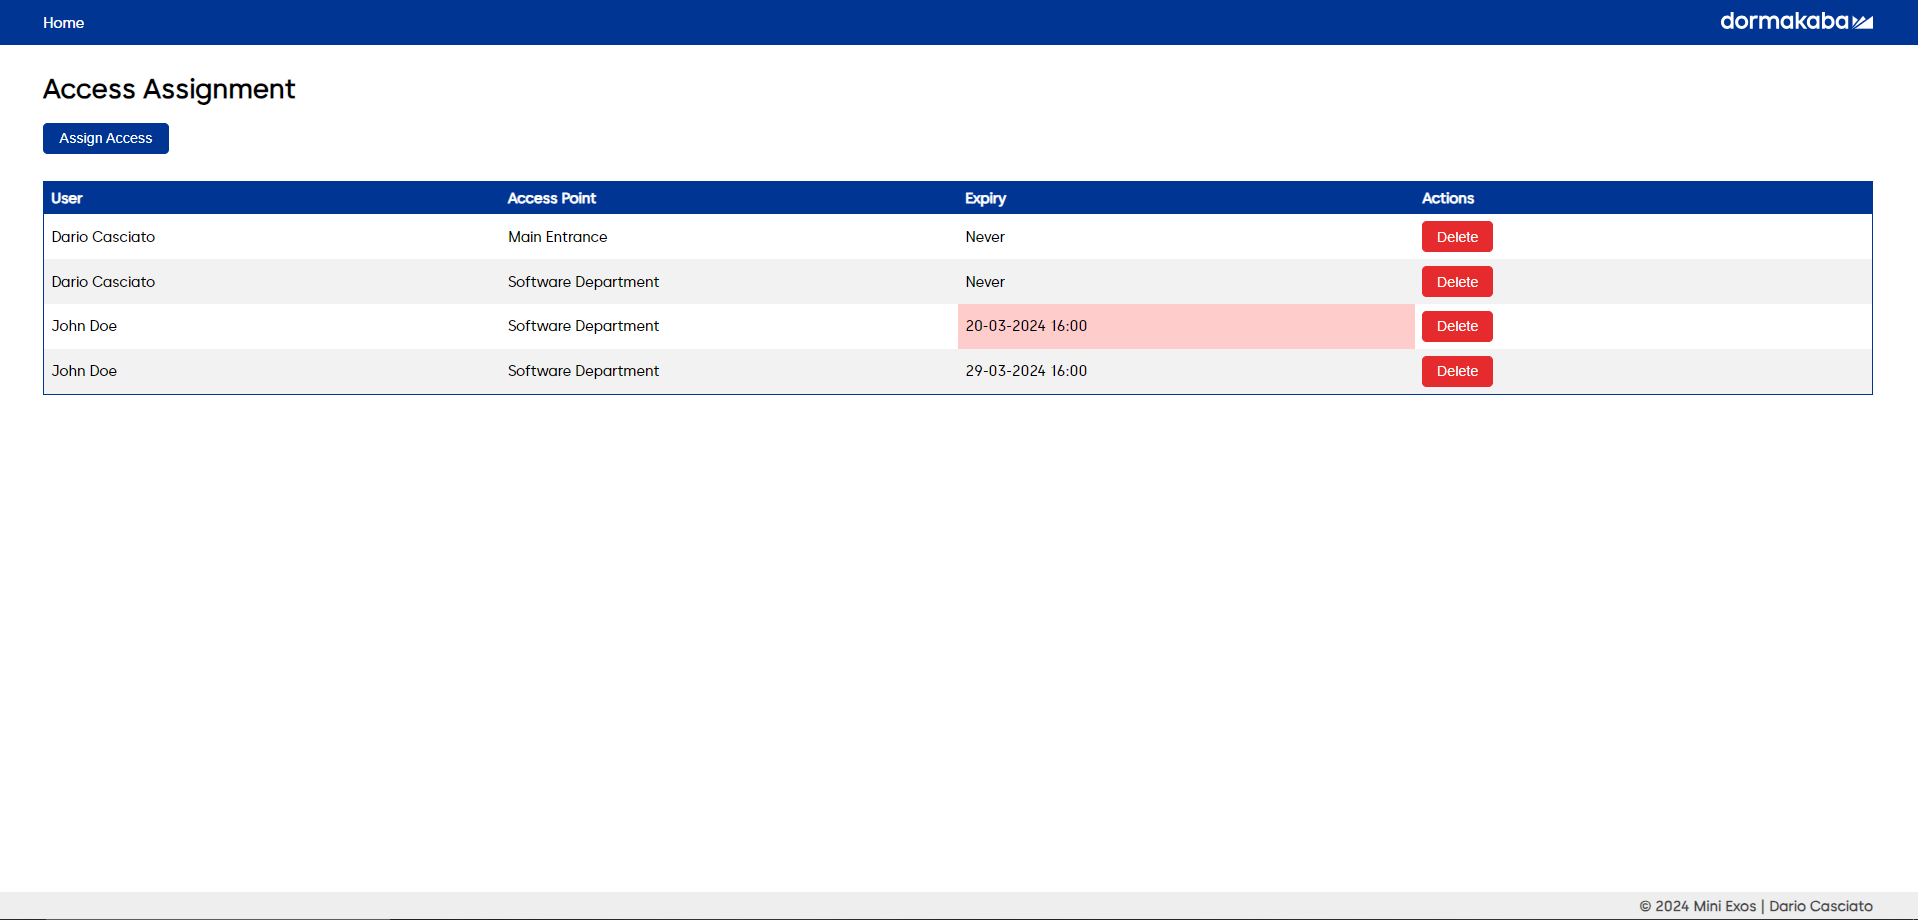 Home
dormakaba
Access Assignment
Assign Access
User Access Point Expiry Actions
Dario Casciato Main Entrance Never Delete
Dario Casciato Software Department Never Delete
John Doe Software Department 20-03-2024 16:00 Delete
John Doe Software Department 29-03-2024 16:00 Delete
© 2024 Mini Exos | Dario Casciato